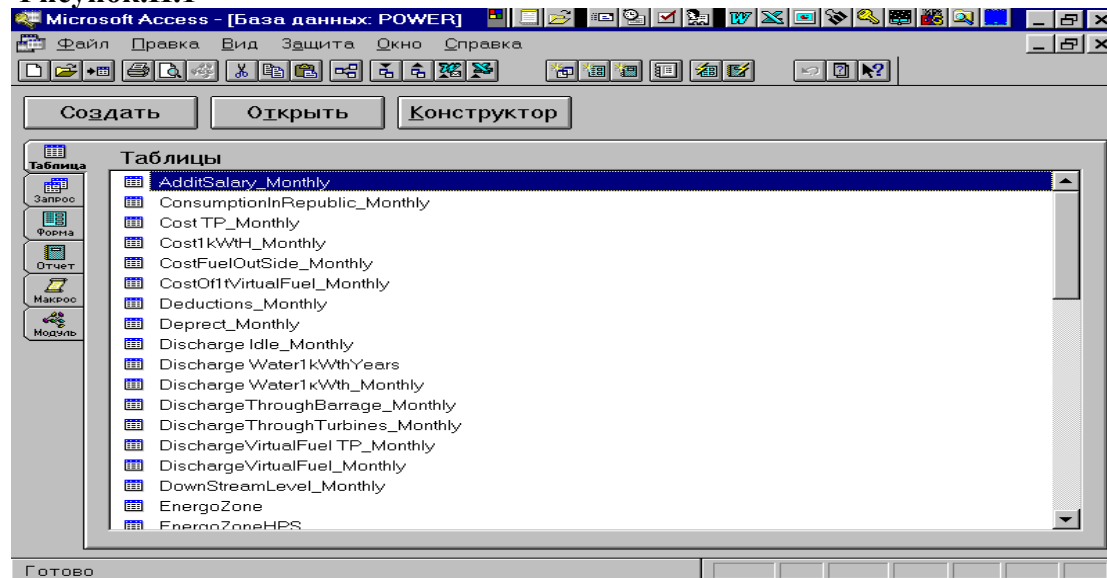 Microsoft Access - [База данных: POWER]
Файл Правка Вид Защита Окно Справка
Создать Открыть Конструктор
Таблица
Запрос
Форма
Отчет
Макрос
Модуль
Таблицы
AdditSalary_Monthly
ConsumptionInRepublic_Monthly
Cost TP_Monthly
Cost1kWtH_Monthly
CostFuelOutSide_Monthly
CostOf1tVirtualFuel_Monthly
Deductions_Monthly
Deprect_Monthly
Discharge Idle_Monthly
Discharge Water1kWthYears
Discharge Water1кWth_Monthly
DischargeThroughBarrage_Monthly
DischargeThroughTurbines_Monthly
DischargeVirtualFuel TP_Monthly
DischargeVirtualFuel_Monthly
DownStreamLevel_Monthly
EnergoZone
EnergoZoneHPS
Готово